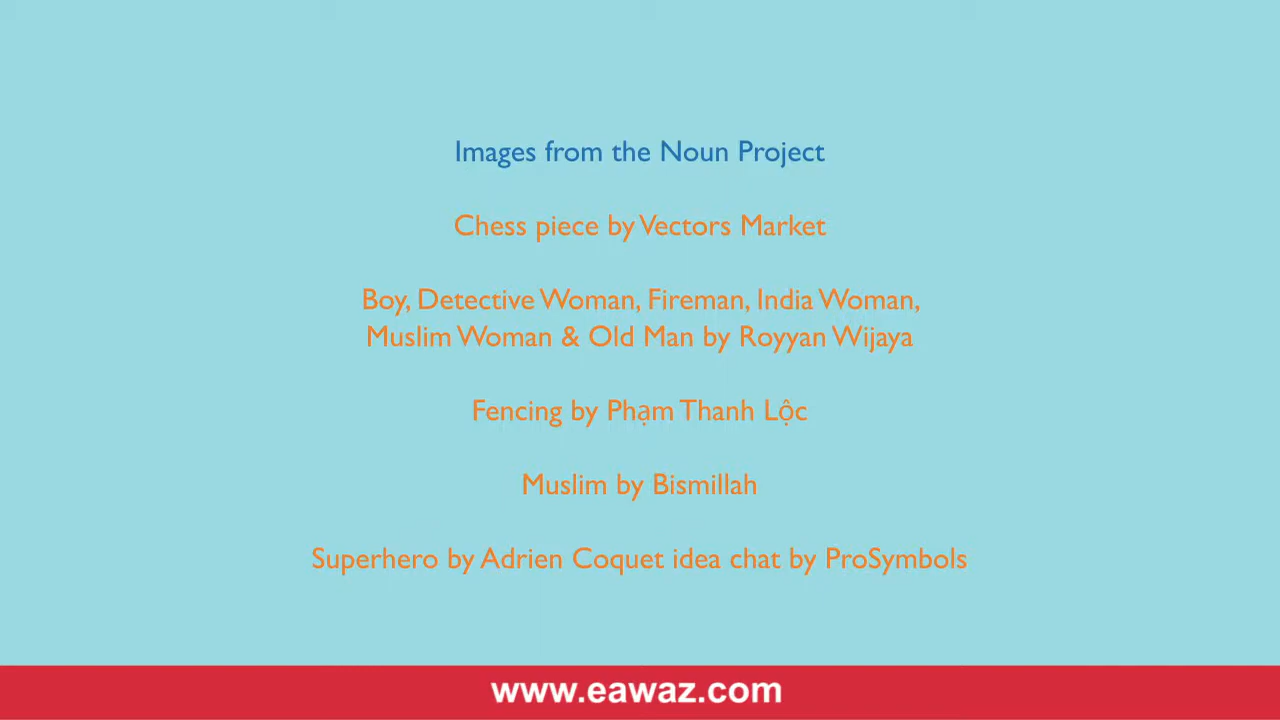 Images from the Noun Project
Chess piece by Vectors Market
Boy, Detective Woman, Fireman, India Woman,
Muslim Woman & Old Man by Royyan Wijaya
Fencing by Phạm Thanh Lộc
Muslim by Bismillah
Superhero by Adrien Coquet idea chat by ProSymbols
www.eawaz.com